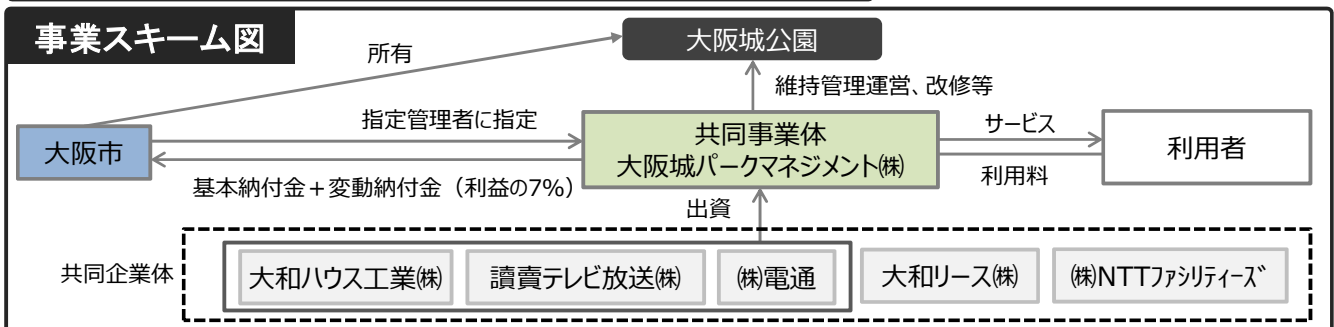 事業スキーム図
大阪城公園
所有
維持管理運営、改修等
指定管理者に指定
大阪市
共同事業体
大阪城パークマネジメント㈱
サービス
利用者
利用料
基本納付金+変動納付金(利益の7%)
出資
共同企業体
大和ハウス工業㈱
讀賣テレビ放送㈱
㈱電通
大和リース㈱
㈱NTTファシリティーズ